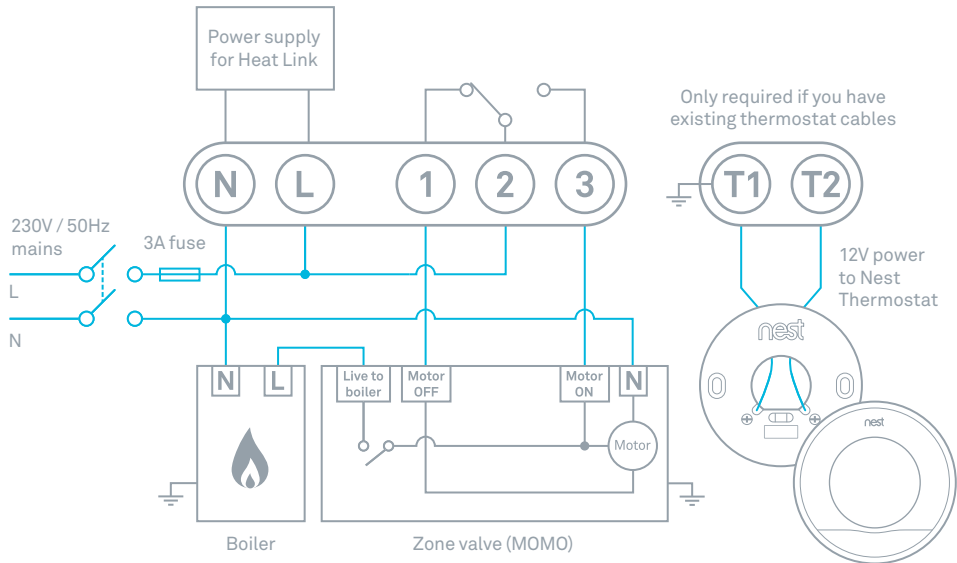 Power supply
for Heat Link
Only required if you have
existing thermostat cables
N
L
1
2
3
T1
T2
230V / 50Hz
mains
3A fuse
L
N
12V power
to Nest
Thermostat
nest
N
L
Live to
boiler
Motor
OFF
Motor
ON
N
Motor
nest
Boiler
Zone valve (MOMO)